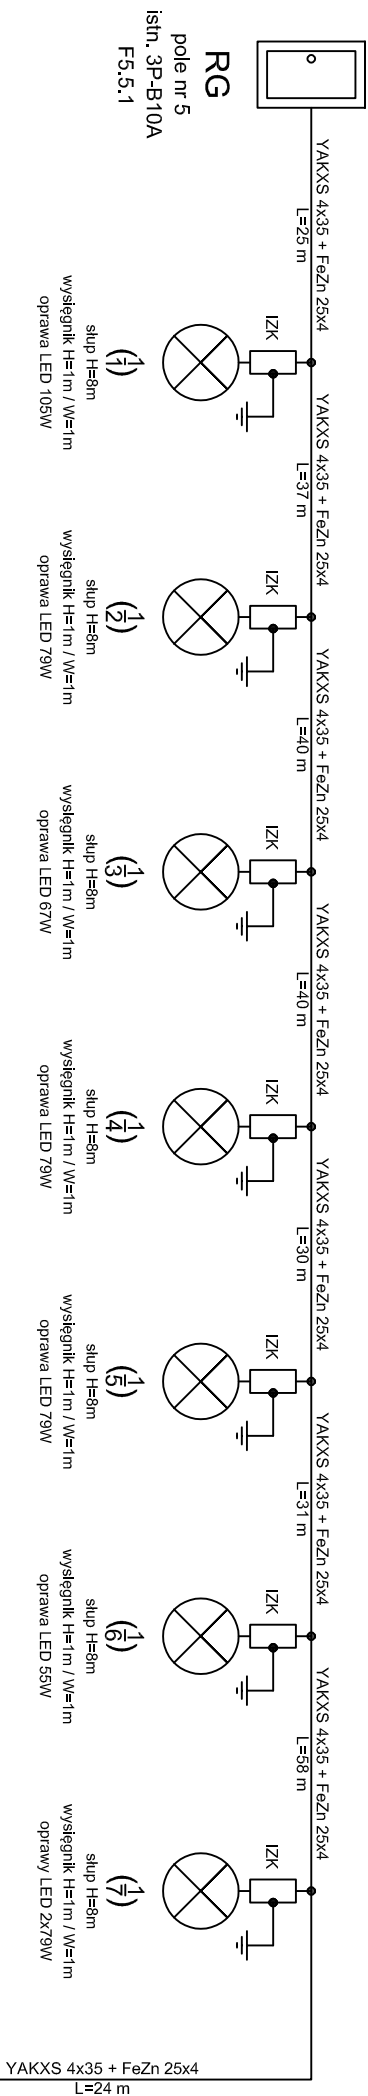 RG
pole nr 5
istn. 3P-B10A
F5.5.1
YAKXS 4x35 + FeZn 25x4
L=25 m
IZK
(1/1)
słup H=8m
wysięgnik H=1m / W=1m
oprawa LED 105W
YAKXS 4x35 + FeZn 25x4
L=37 m
IZK
(1/2)
słup H=8m
wysięgnik H=1m / W=1m
oprawa LED 79W
YAKXS 4x35 + FeZn 25x4
L=40 m
IZK
(1/3)
słup H=8m
wysięgnik H=1m / W=1m
oprawa LED 67W
YAKXS 4x35 + FeZn 25x4
L=40 m
IZK
(1/4)
słup H=8m
wysięgnik H=1m / W=1m
oprawa LED 79W
YAKXS 4x35 + FeZn 25x4
L=30 m
IZK
(1/5)
słup H=8m
wysięgnik H=1m / W=1m
oprawa LED 79W
YAKXS 4x35 + FeZn 25x4
L=31 m
IZK
(1/6)
słup H=8m
wysięgnik H=1m / W=1m
oprawa LED 55W
YAKXS 4x35 + FeZn 25x4
L=58 m
IZK
(1/7)
słup H=8m
wysięgnik H=1m / W=1m
oprawy LED 2x79W
YAKXS 4x35 + FeZn 25x4
L=24 m